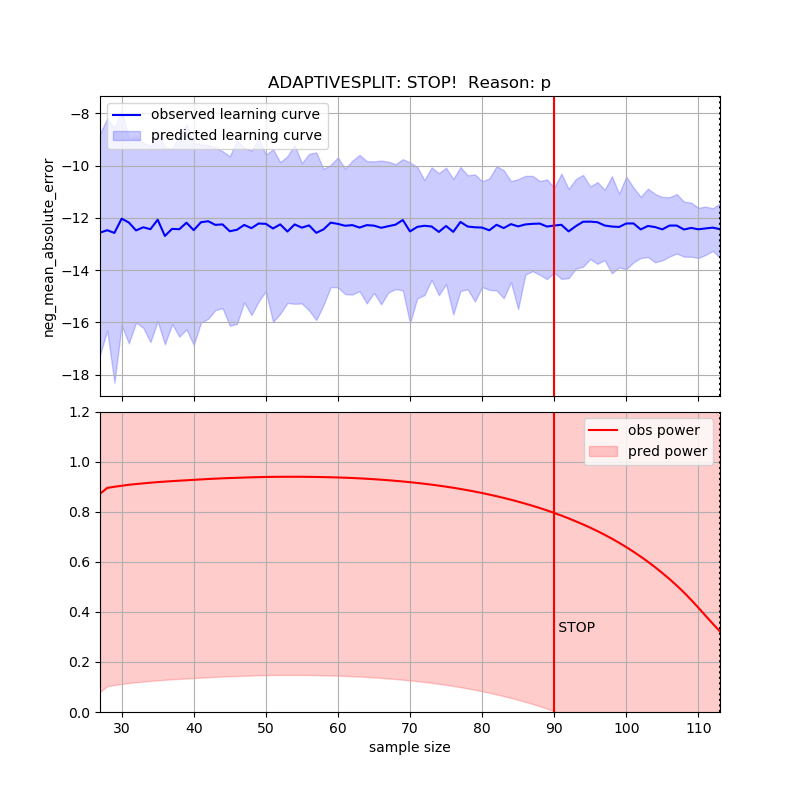 ADAPTIVESPLIT: STOP!  Reason: p
observed learning curve
predicted learning curve
neg_mean_absolute_error
−8
−10
−12
−14
−16
−18
obs power
pred power
1.2
1.0
0.8
0.6
0.4
0.2
0.0
STOP
30 40 50 60 70 80 90 100 110
sample size